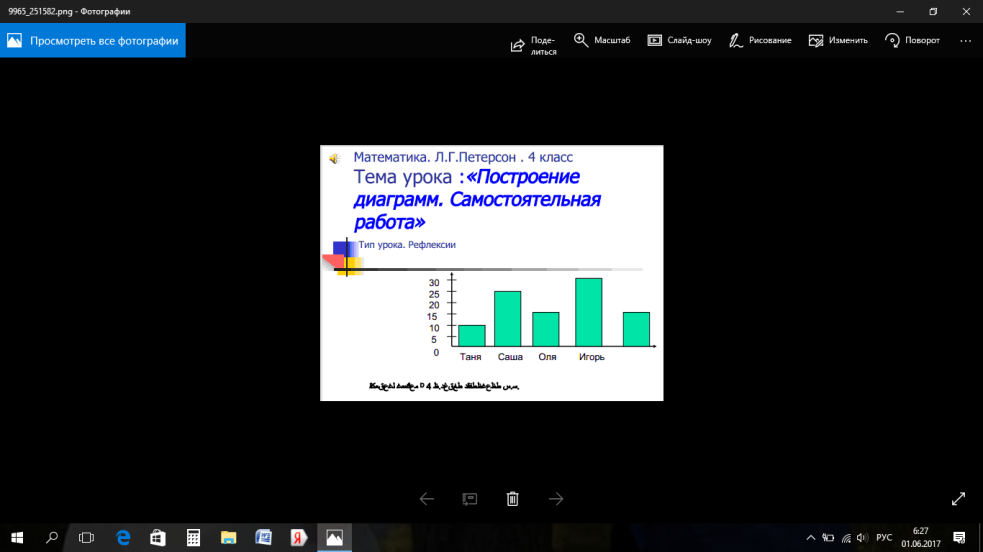 9965_251582.png - Фотографии
Просмотреть все фотографии
Поде-
литься
Масштаб
Слайд-шоу
Рисование
Изменить
Поворот
Математика. Л.Г.Петерсон . 4 класс
Тема урока :«Построение
диаграмм. Самостоятельная
работа»
Тип урока. Рефлексии
30
25
20
15
10
5
0
Таня Саша Оля Игорь
РУС
6:27
01.06.2017